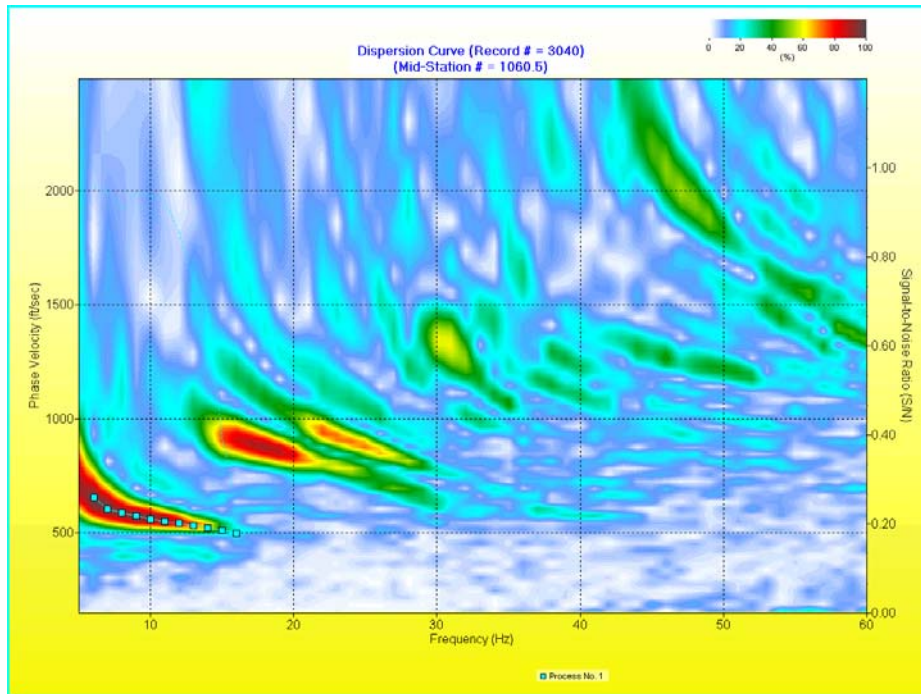 0 20 40 60 80 100
(%)
Dispersion Curve (Record # = 3040)
(Mid-Station # = 1060.5)
Phase Velocity (ft/sec)
2000
1500
1000
500
1.00
0.80
0.60
0.40
0.20
0.00
Signal-to-Noise Ratio (S/N)
10 20 30 40 50 60
Frequency (Hz)
Process No. 1